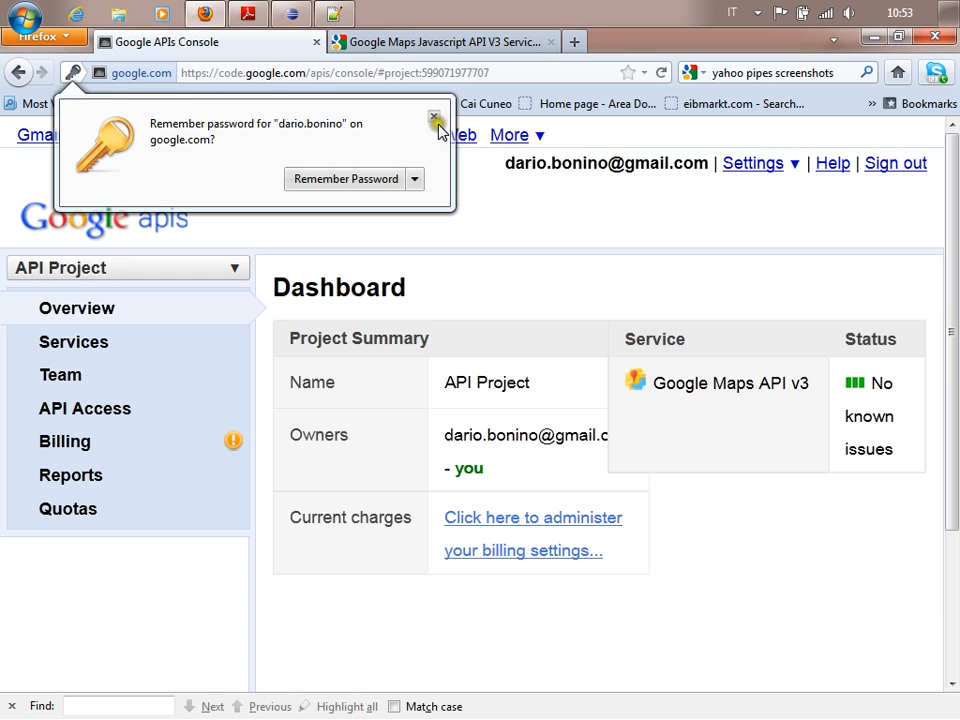 IT
10:53
Firefox
Google APIs Console
Google Maps Javascript API V3 Servic...
google.com
https://code.google.com/apis/console/#project:599071977707
yahoo pipes screenshots
Most
Cai Cuneo
Home page - Area Do...
eibmarkt.com - Search...
»
Bookmarks
Remember password for "dario.bonino" on
google.com?
Remember Password
Gma
Web
More ▼
dario.bonino@gmail.com | Settings ▼ | Help | Sign out
Google apis
API Project ▼
Overview
Services
Team
API Access
Billing
Reports
Quotas
Dashboard
Project Summary
Name
API Project
Owners
dario.bonino@gmail.c
- you
Current charges
Click here to administer
your billing settings...
Service
Status
Google Maps API v3
No
known
issues
Find:
Next
Previous
Highlight all
Match case